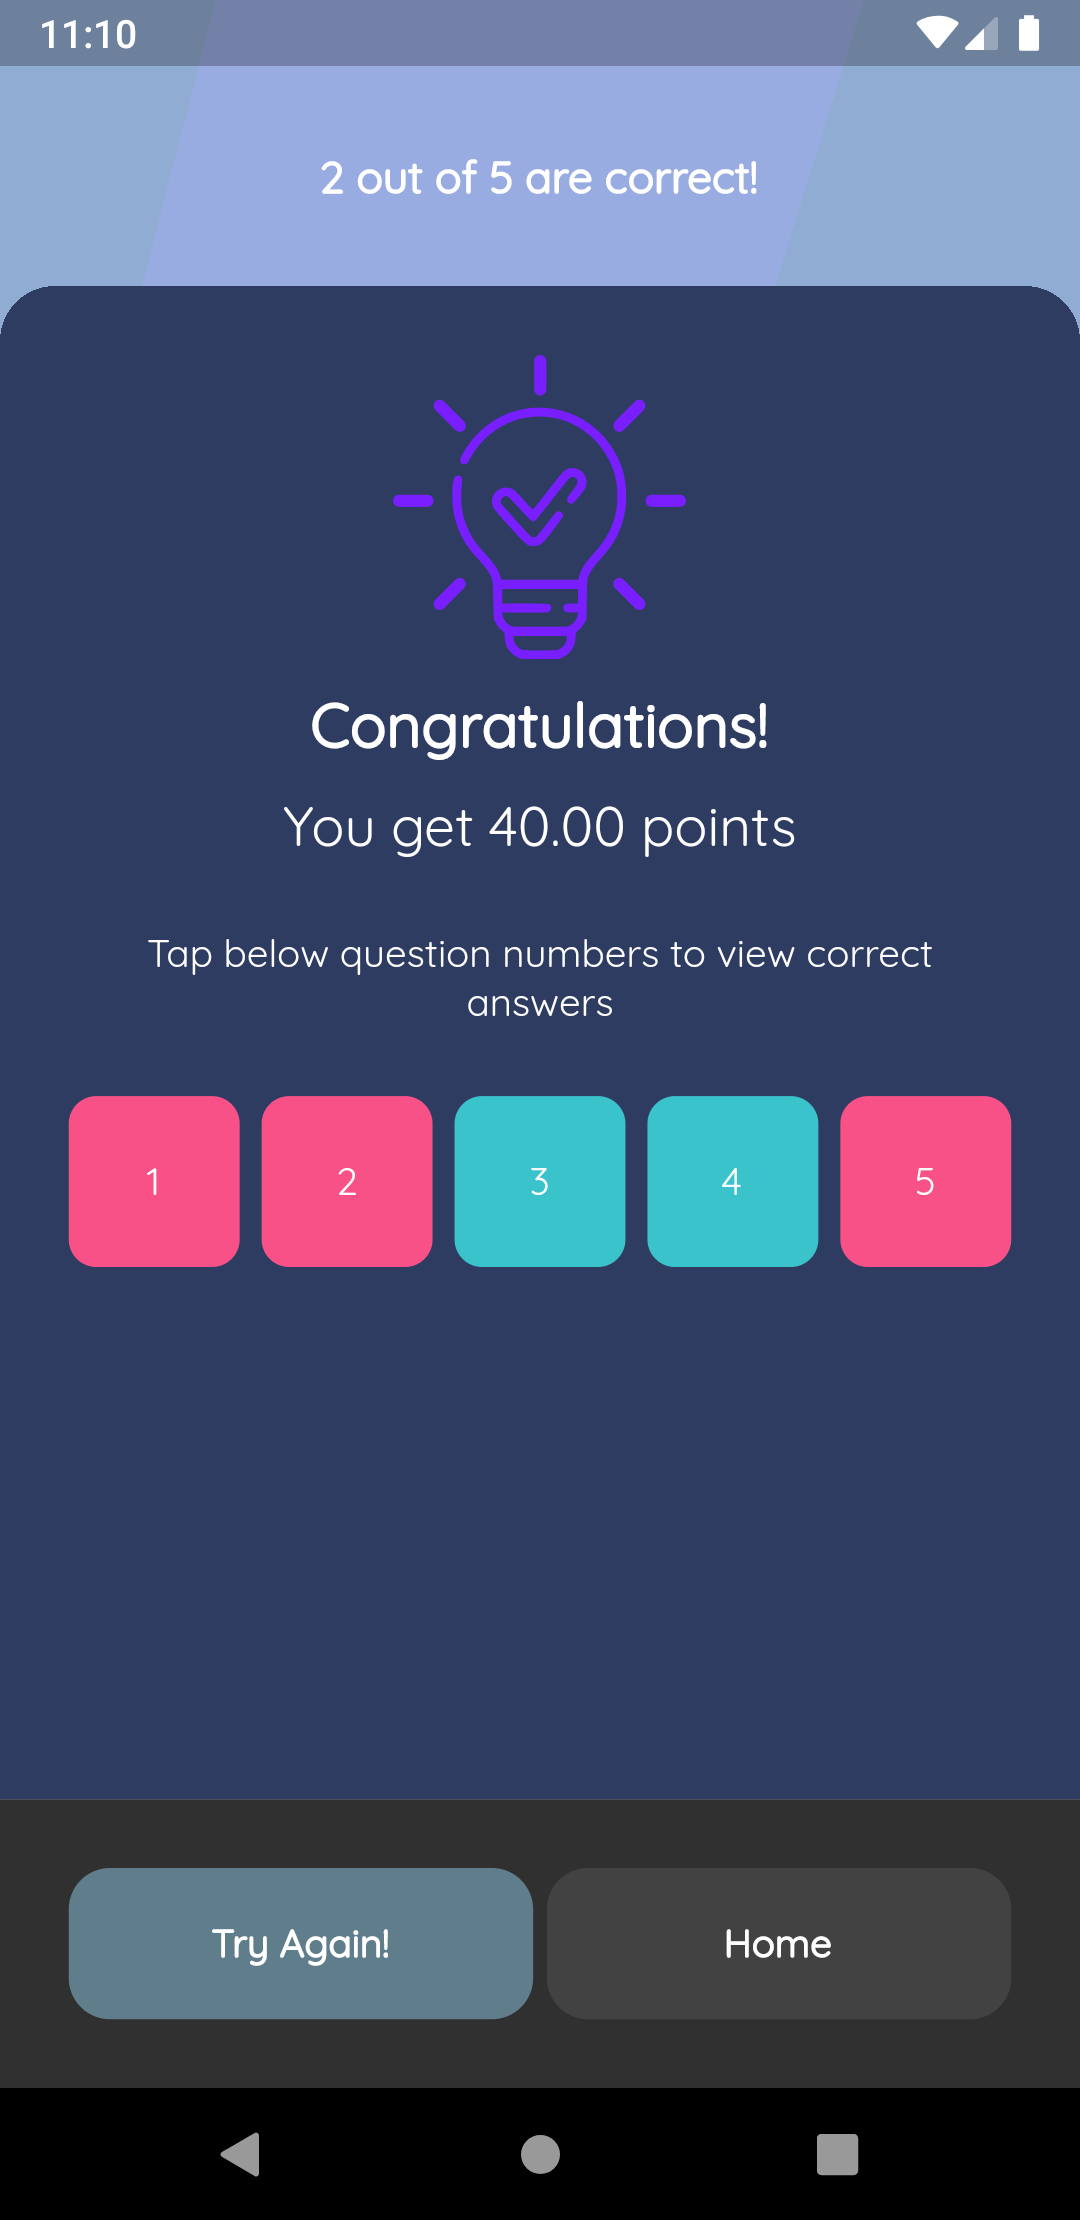 11:10
2 out of 5 are correct!
Congratulations!
You get 40.00 points
Tap below question numbers to view correct
answers
1 2 3 4 5
Try Again! Home